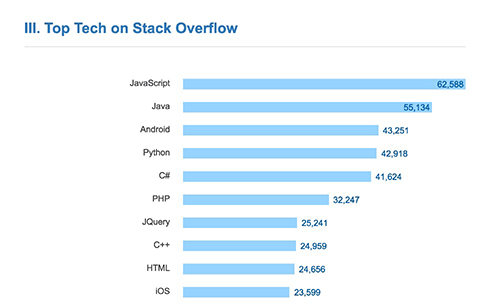 III. Top Tech on Stack Overflow
JavaScript 62,588
Java 55,134
Android 43,251
Python 42,918
C# 41,624
PHP 32,247
JQuery 25,241
C++ 24,959
HTML 24,656
iOS 23,599